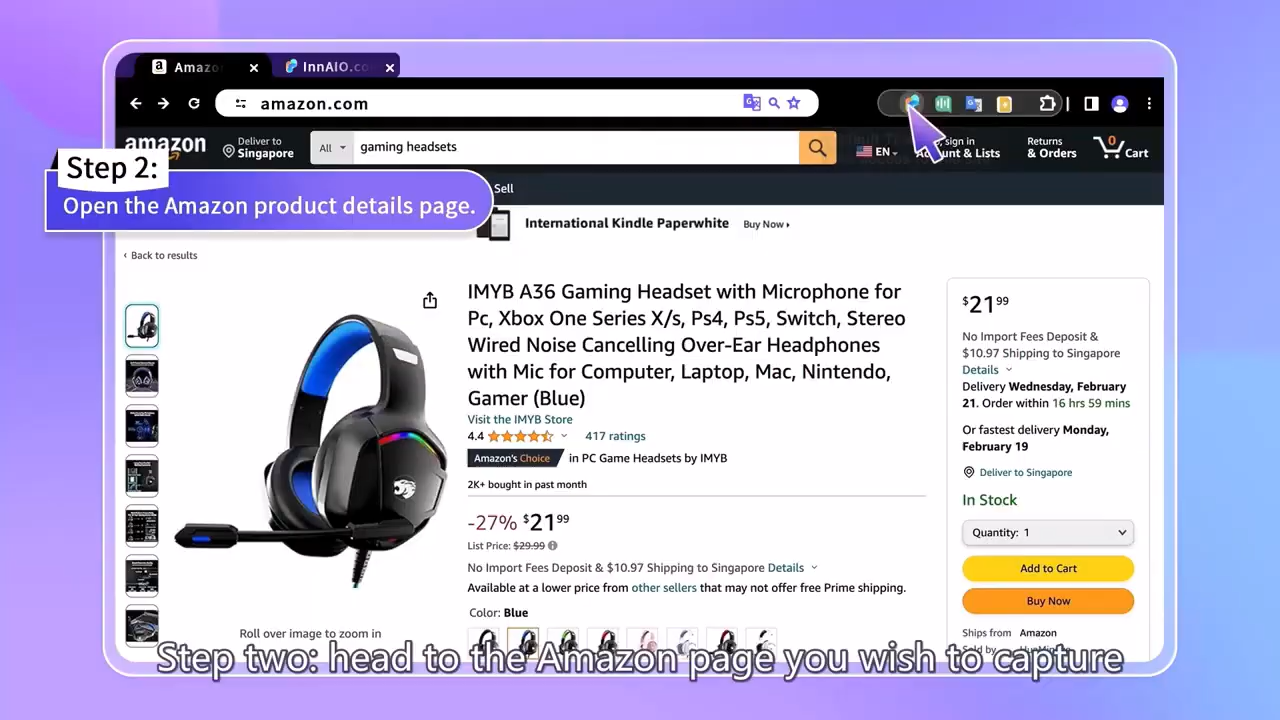 Amazo
InnAIO.co
amazon.com
amazon
Deliver to
Singapore
All
gaming headsets
EN
sign in
Account & Lists
Returns
& Orders
0
Cart
Step 2:
Open the Amazon product details page.
Sell
International Kindle Paperwhite
Buy Now
‹ Back to results
IMYB A36 Gaming Headset with Microphone for
Pc, Xbox One Series X/s, Ps4, Ps5, Switch, Stereo
Wired Noise Cancelling Over-Ear Headphones
with Mic for Computer, Laptop, Mac, Nintendo,
Gamer (Blue)
Visit the IMYB Store
4.4
417 ratings
Amazon's Choice
in PC Game Headsets by IMYB
2K+ bought in past month
-27% $21 99
List Price: $29.99
No Import Fees Deposit & $10.97 Shipping to Singapore Details
Available at a lower price from other sellers that may not offer free Prime shipping.
Color: Blue
Roll over image to zoom in
$21 99
No Import Fees Deposit &
$10.97 Shipping to Singapore
Details
Delivery Wednesday, February
21. Order within 16 hrs 59 mins
Or fastest delivery Monday,
February 19
Deliver to Singapore
In Stock
Quantity: 1
Add to Cart
Buy Now
Ships from Amazon
Sold by
Step two: head to the Amazon page you wish to capture